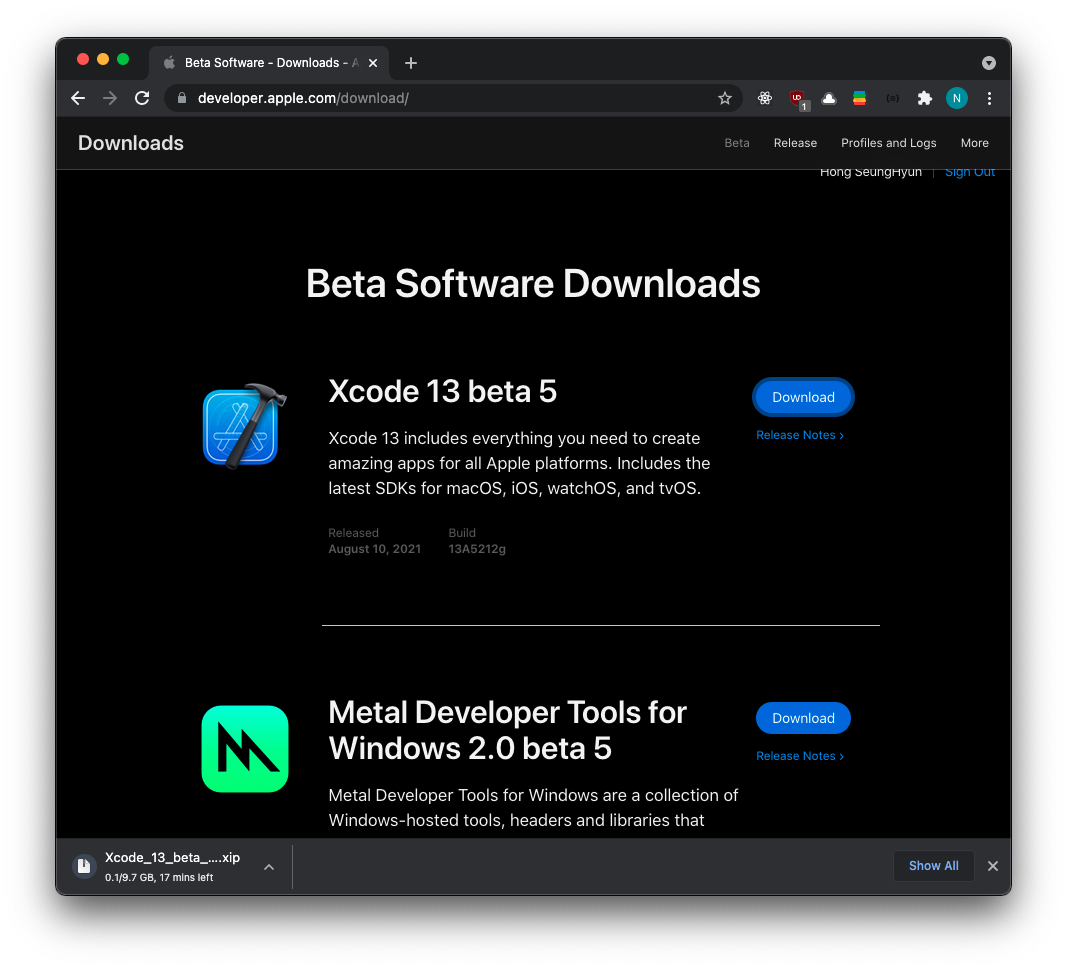 Beta Software - Downloads - A
developer.apple.com/download/
UD
1
N
Downloads
Beta
Release
Profiles and Logs
More
Hong SeungHyun
Sign Out
Beta Software Downloads
Xcode 13 beta 5
Download
Xcode 13 includes everything you need to create
amazing apps for all Apple platforms. Includes the
latest SDKs for macOS, iOS, watchOS, and tvOS.
Release Notes ›
Released
August 10, 2021
Build
13A5212g
Metal Developer Tools for
Windows 2.0 beta 5
Download
Release Notes ›
Metal Developer Tools for Windows are a collection of
Windows-hosted tools, headers and libraries that
Xcode_13_beta_....xip
0.1/9.7 GB, 17 mins left
Show All